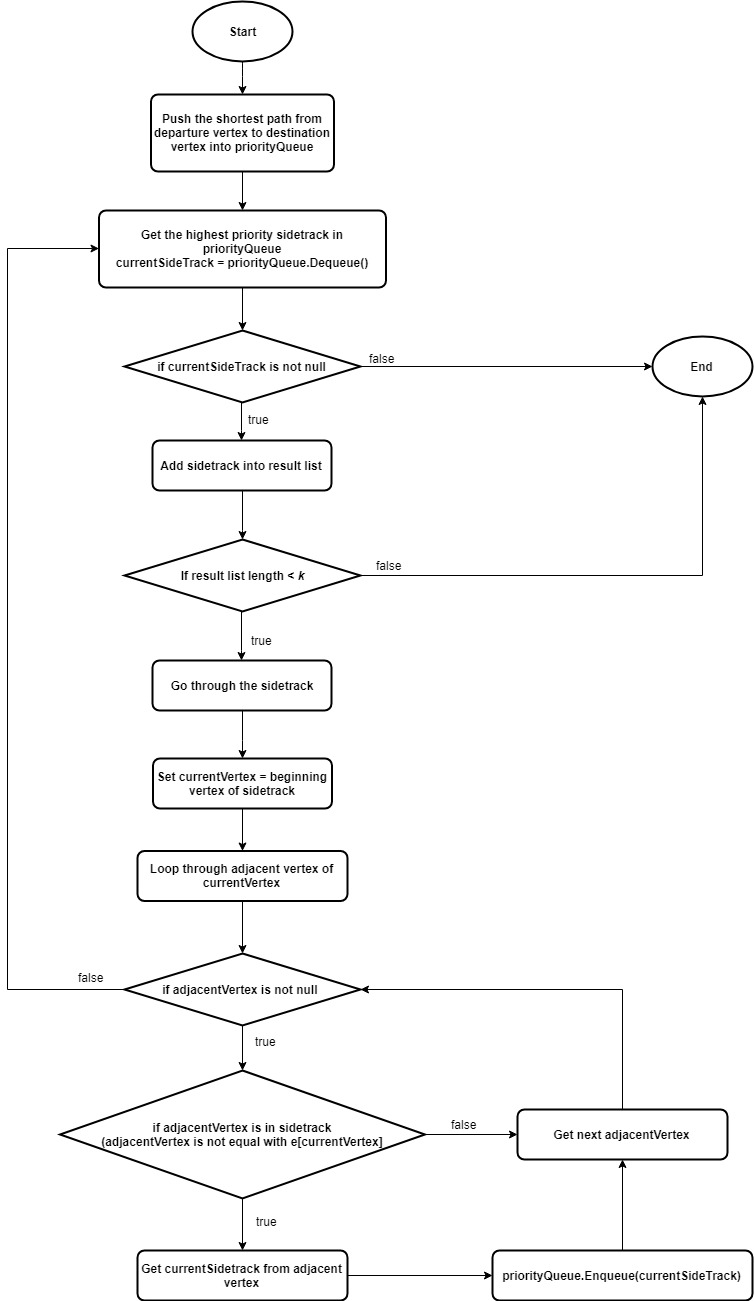 Start
Push the shortest path from
departure vertex to destination
vertex into priorityQueue
Get the highest priority sidetrack in
priorityQueue
currentSideTrack = priorityQueue.Dequeue()
if currentSideTrack is not null
false
End
true
Add sidetrack into result list
If result list length < k
false
true
Go through the sidetrack
Set currentVertex = beginning
vertex of sidetrack
Loop through adjacent vertex of
currentVertex
false
if adjacentVertex is not null
true
if adjacentVertex is in sidetrack
(adjacentVertex is not equal with e[currentVertex]
false
Get next adjacentVertex
true
Get currentSidetrack from adjacent
vertex
priorityQueue.Enqueue(currentSideTrack)